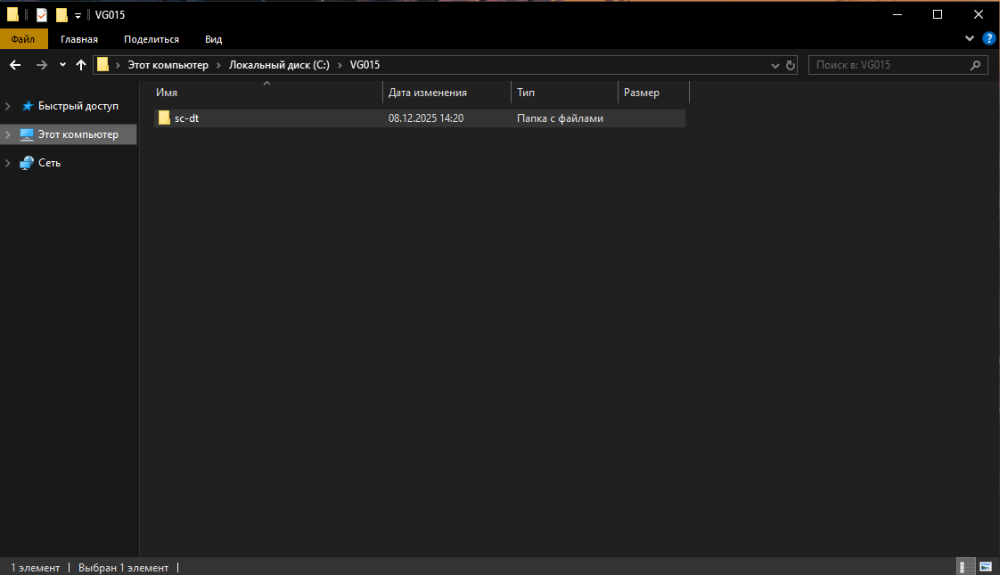 VG015
Файл Главная Поделиться Вид
Этот компьютер Локальный диск (C:) VG015 Поиск в: VG015
Имя Дата изменения Тип Размер
Быстрый доступ
sc-dt 08.12.2025 14:20 Папка с файлами
Этот компьютер
Сеть
1 элемент Выбран 1 элемент